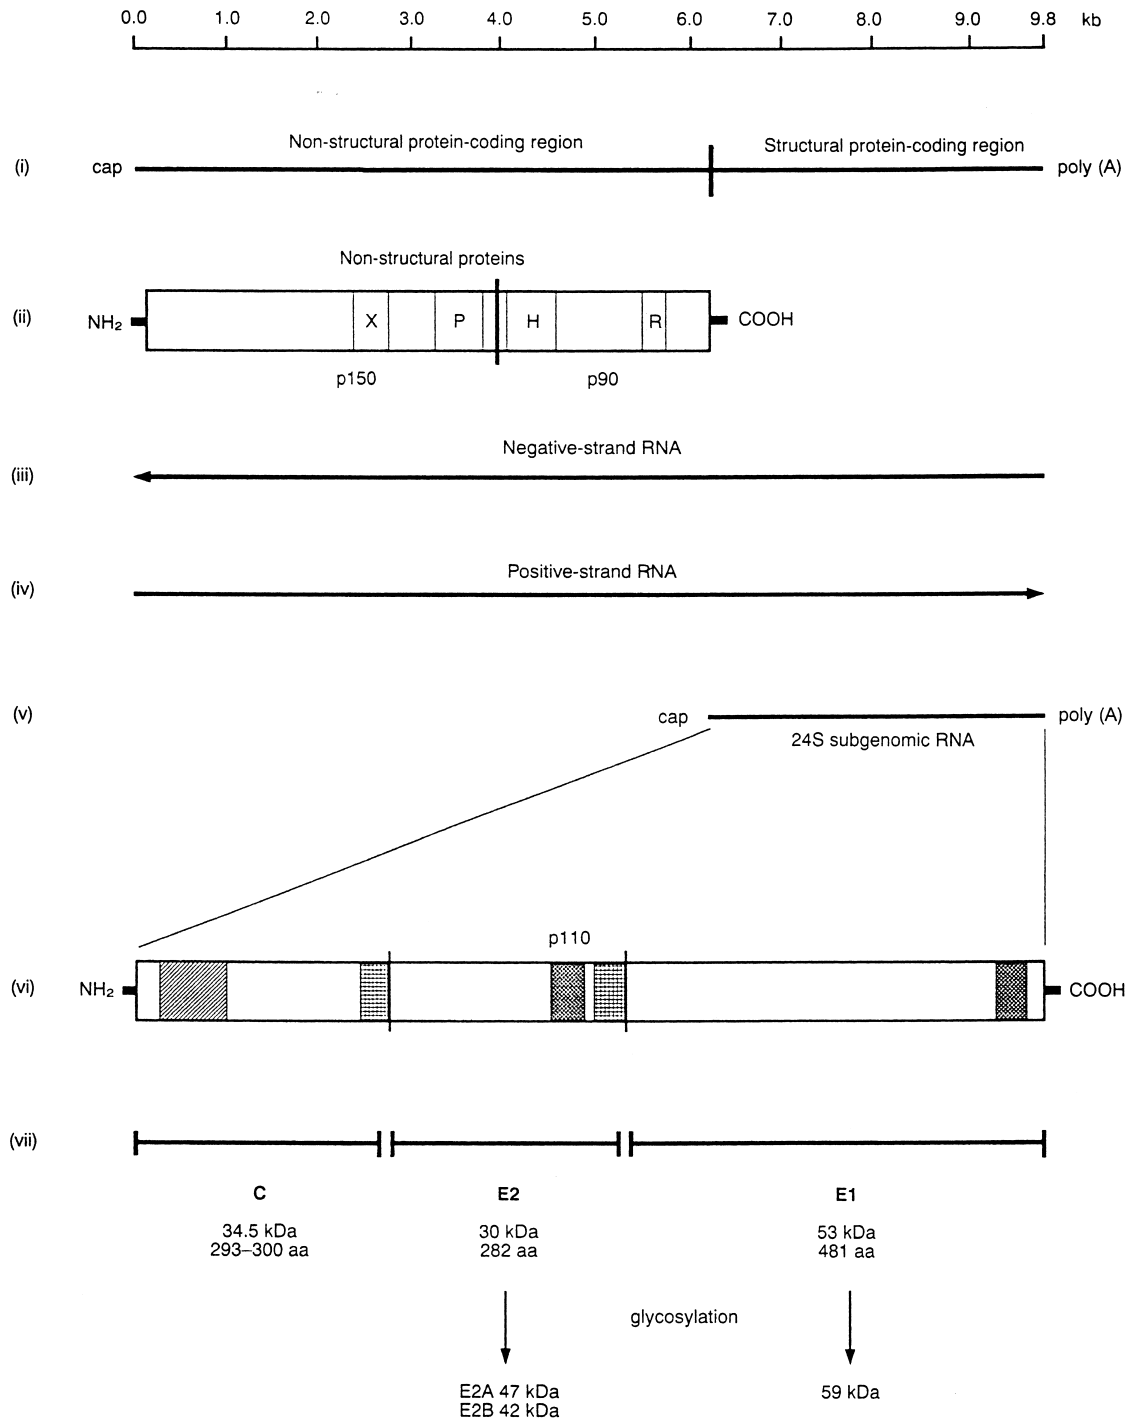 0.0 1.0 2.0 3.0 4.0 5.0 6.0 7.0 8.0 9.0 9.8 kb
Non-structural protein-coding region
Structural protein-coding region
(i) cap poly (A)
Non-structural proteins
(ii) NH₂ X P H R COOH
p150 p90
Negative-strand RNA
(iii)
Positive-strand RNA
(iv)
(v) cap poly (A)
24S subgenomic RNA
p110
(vi) NH₂ COOH
(vii)
C E2 E1
34.5 kDa 30 kDa 53 kDa
293–300 aa 282 aa 481 aa
glycosylation
E2A 47 kDa 59 kDa
E2B 42 kDa